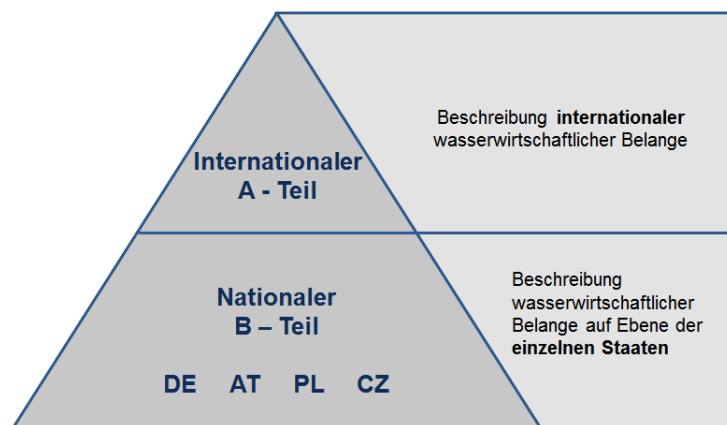 Internationaler
A - Teil
Beschreibung internationaler
wasserwirtschaftlicher Belange
Nationaler
B – Teil
DE AT PL CZ
Beschreibung
wasserwirtschaftlicher
Belange auf Ebene der
einzelnen Staaten